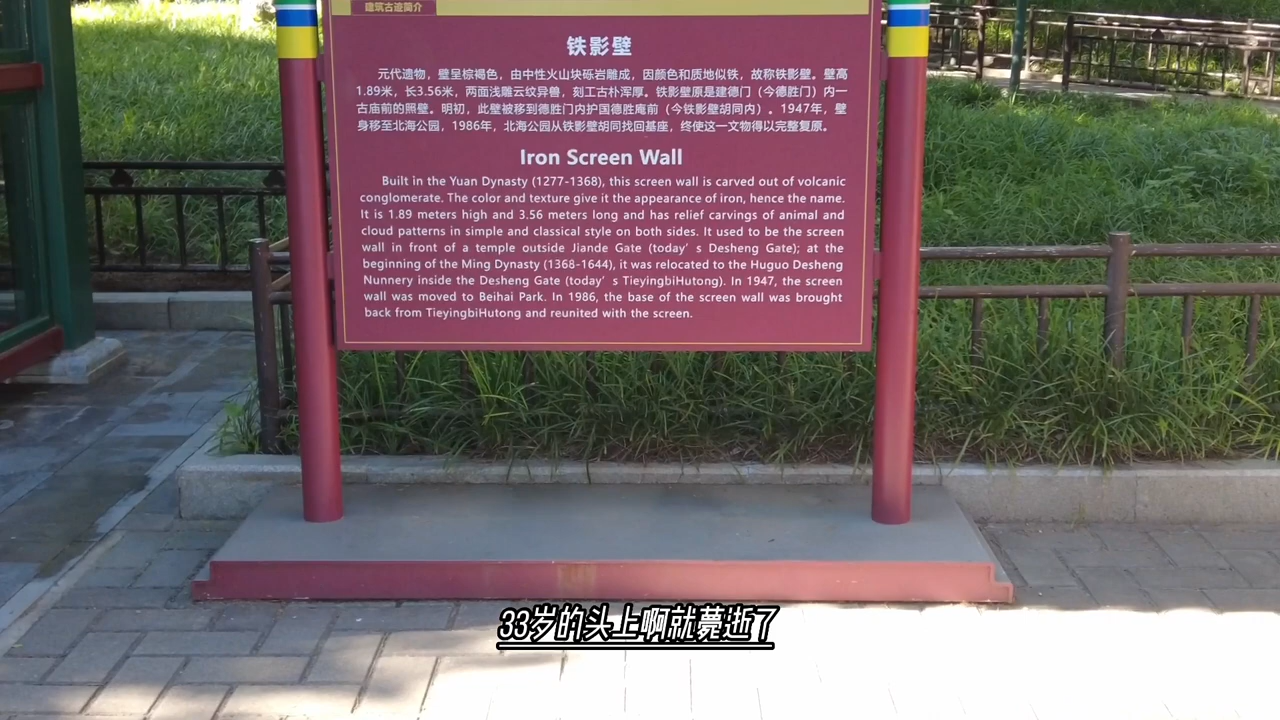 建筑古迹简介
铁影壁
元代遗物，壁呈棕褐色，由中性火山块砾岩雕成，因颜色和质地似铁，故称铁影壁。壁高
1.89米，长3.56米，两面浅雕云纹异兽，刻工古朴浑厚。铁影壁原是建德门（今德胜门）内一
古庙前的照壁。明初，此壁被移到德胜门内护国德胜庵前（今铁影壁胡同内）。1947年，壁
身移至北海公园，1986年，北海公园从铁影壁胡同找回基座，终使这一文物得以完整复原。
Iron Screen Wall
Built in the Yuan Dynasty (1277-1368), this screen wall is carved out of volcanic
conglomerate. The color and texture give it the appearance of iron, hence the name.
It is 1.89 meters high and 3.56 meters long and has relief carvings of animal and
cloud patterns in simple and classical style on both sides. It used to be the screen
wall in front of a temple outside Jiande Gate (today's Desheng Gate); at the
beginning of the Ming Dynasty (1368-1644), it was relocated to the Huguo Desheng
Nunnery inside the Desheng Gate (today's TieyingbiHutong). In 1947, the screen
wall was moved to Beihai Park. In 1986, the base of the screen wall was brought
back from TieyingbiHutong and reunited with the screen.
33岁的头上啊就薨逝了